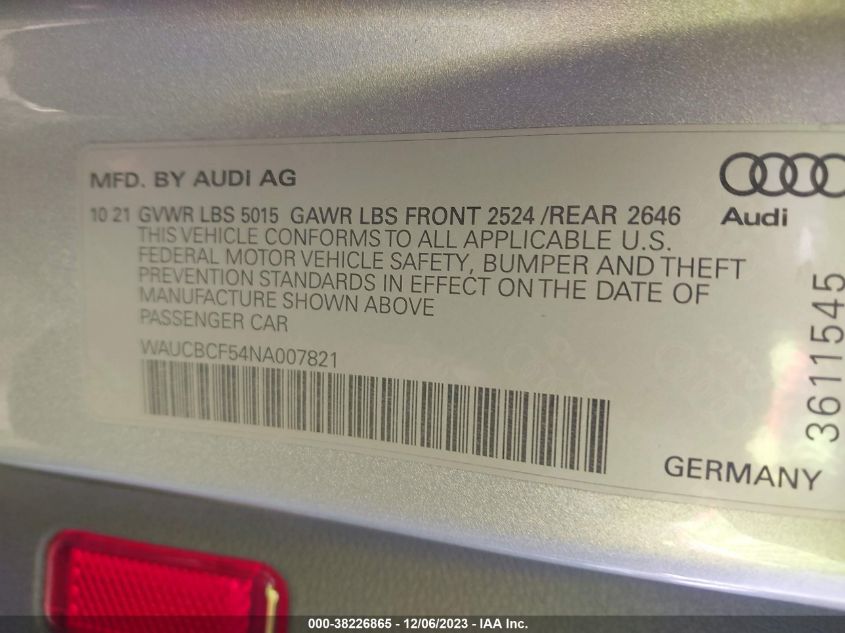 MFD. BY AUDI AG
10 21 GVWR LBS 5015 GAWR LBS FRONT 2524 /REAR 2646
THIS VEHICLE CONFORMS TO ALL APPLICABLE U.S.
FEDERAL MOTOR VEHICLE SAFETY, BUMPER AND THEFT
PREVENTION STANDARDS IN EFFECT ON THE DATE OF
MANUFACTURE SHOWN ABOVE
PASSENGER CAR
WAUCBCF54NA007821
Audi
3611545
GERMANY
000-38226865 - 12/06/2023 - IAA Inc.